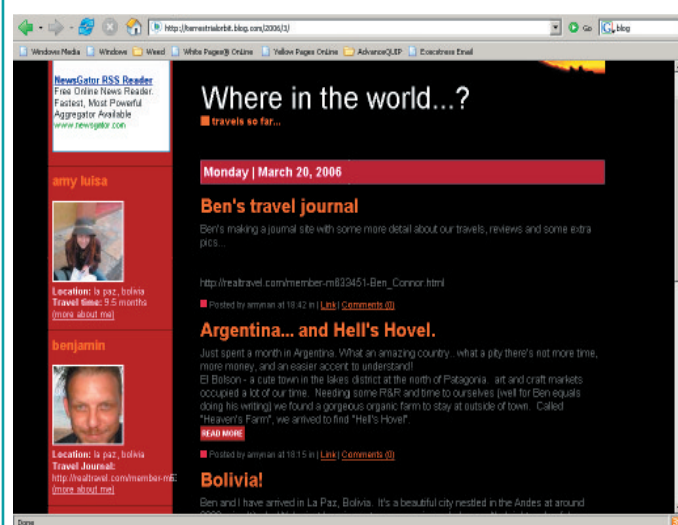 http://terrestrialorbit.blog.com/2006/3/
Go
blog
Windows Media
Windows
Weed
White Pages® OnLine
Yellow Pages OnLine
AdvanceQUIP
Email
NewsGator RSS Reader
Free Online News Reader.
Fastest, Most Powerful
Aggregator Available
www.newsgator.com
amy luisa
Location: la paz, bolivia
Travel time: 9.5 months
(more about me)
benjamin
Location: la paz, bolivia
Travel Journal:
http://realtravel.com/member-m83
(more about me)
Where in the world...?
travels so far...
Monday | March 20, 2006
Ben's travel journal
Ben's making a journal site with some more detail about our travels, reviews and some extra
pics...
http://realtravel.com/member-m833451-Ben_Connor.html
Posted by amynan at 18:42 in | Link | Comments (0)
Argentina... and Hell's Hovel.
Just spent a month in Argentina. What an amazing country...what a pity there's not more time,
more money, and an easier accent to understand!
El Bolson - a cute town in the lakes district at the north of Patagonia. art and craft markets
occupied a lot of our time. Needing some R&R and time to ourselves (well for Ben equals
doing his writing) we found a gorgeous organic farm to stay at outside of town. Called
"Heaven's Farm", we arrived to find "Hell's Hovel".
READ MORE
Posted by amynan at 18:15 in | Link | Comments (0)
Bolivia!
Ben and I have arrived in La Paz, Bolivia. It's a beautiful city nestled in the Andes at around
Done